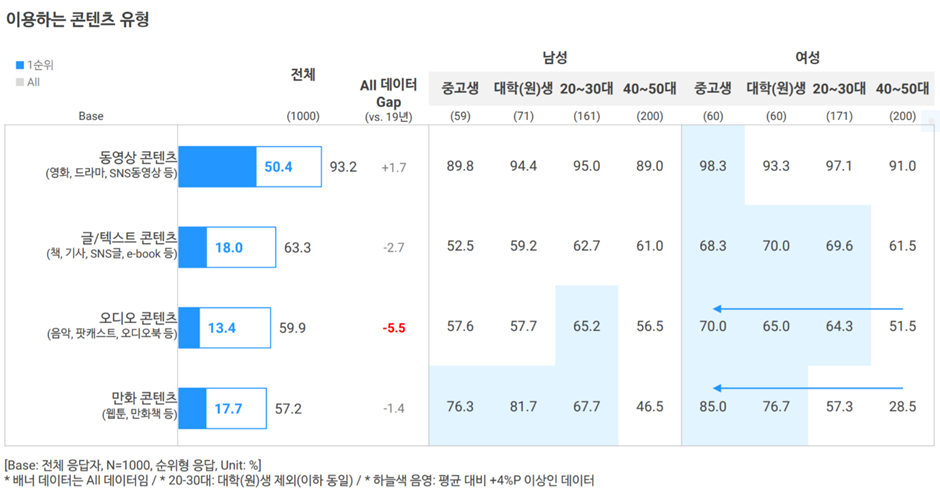 이용하는 콘텐츠 유형
1순위
All
전체
All 데이터
Gap
(vs. 19년)
남성
여성
중고생 대학(원)생 20~30대 40~50대 중고생 대학(원)생 20~30대 40~50대
Base (1000) (59) (71) (161) (200) (60) (60) (171) (200)
동영상 콘텐츠
(영화, 드라마, SNS동영상 등)
50.4 93.2 +1.7 89.8 94.4 95.0 89.0 98.3 93.3 97.1 91.0
글/텍스트 콘텐츠
(책, 기사, SNS글, e-book 등)
18.0 63.3 -2.7 52.5 59.2 62.7 61.0 68.3 70.0 69.6 61.5
오디오 콘텐츠
(음악, 팟캐스트, 오디오북 등)
13.4 59.9 -5.5 57.6 57.7 65.2 56.5 70.0 65.0 64.3 51.5
만화 콘텐츠
(웹툰, 만화책 등)
17.7 57.2 -1.4 76.3 81.7 67.7 46.5 85.0 76.7 57.3 28.5
[Base: 전체 응답자, N=1000, 순위형 응답, Unit: %]
* 배너 데이터는 All 데이터임 / * 20-30대: 대학(원)생 제외(이하 동일) / * 하늘색 음영: 평균 대비 +4%P 이상인 데이터